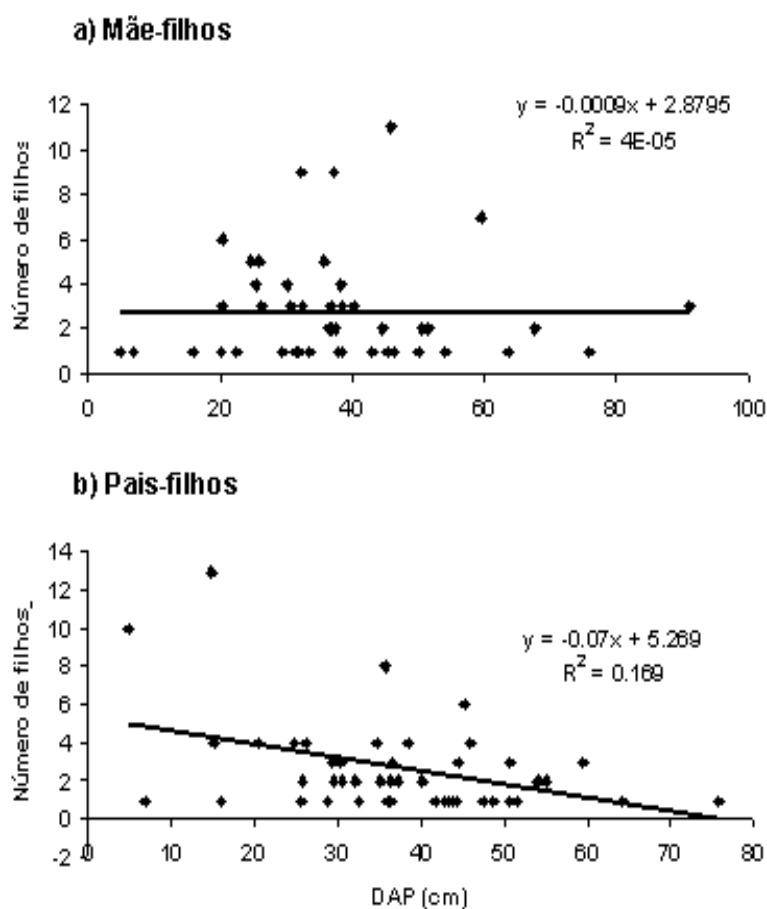 a) Mãe-filhos
y = -0.0009x + 2.8795
R² = 4E-05
Número de filhos
12
10
8
6
4
2
0
0 20 40 60 80 100
b) Pais-filhos
y = -0.07x + 5.269
R² = 0.169
Número de filhos_
14
12
10
8
6
4
2
0
-2
0 10 20 30 40 50 60 70 80
DAP (cm)